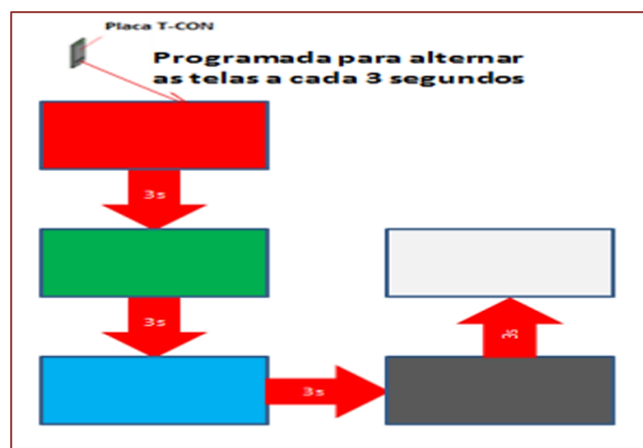 Placa T-CON
Programada para alternar
as telas a cada 3 segundos
3s
3s
3s
3s